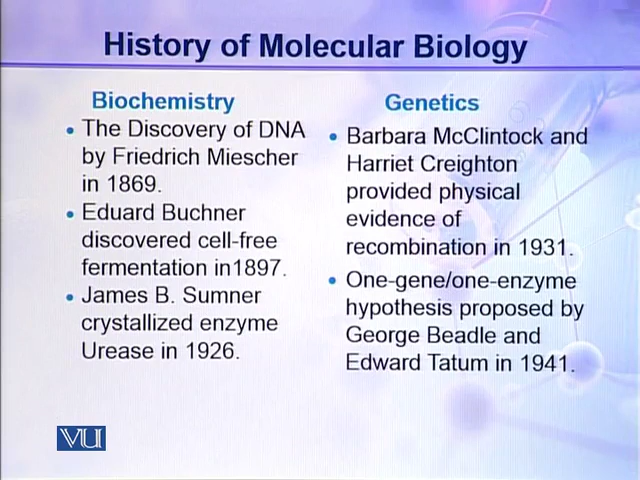 History of Molecular Biology
Biochemistry
• The Discovery of DNA
by Friedrich Miescher
in 1869.
• Eduard Buchner
discovered cell-free
fermentation in1897.
• James B. Sumner
crystallized enzyme
Urease in 1926.
Genetics
• Barbara McClintock and
Harriet Creighton
provided physical
evidence of
recombination in 1931.
• One-gene/one-enzyme
hypothesis proposed by
George Beadle and
Edward Tatum in 1941.
VU